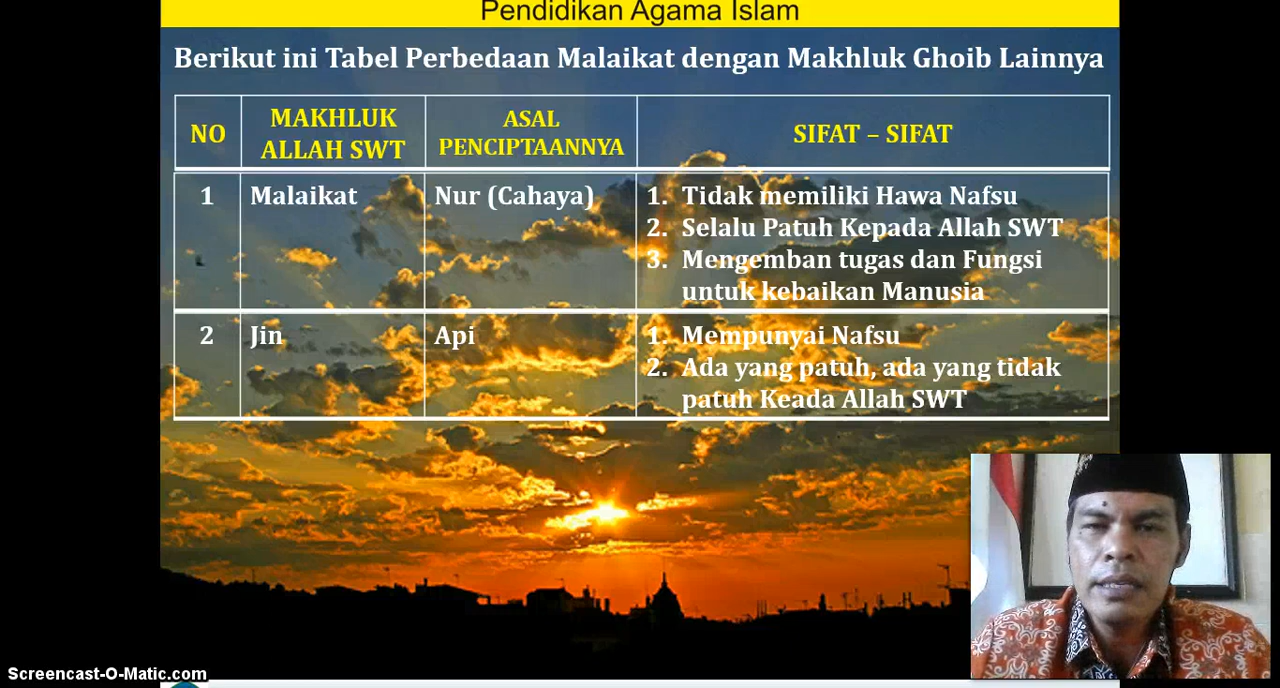 Pendidikan Agama Islam
Berikut ini Tabel Perbedaan Malaikat dengan Makhluk Ghoib Lainnya
NO
MAKHLUK
ALLAH SWT
ASAL
PENCIPTAANNYA
SIFAT – SIFAT
1
Malaikat
Nur (Cahaya)
1. Tidak memiliki Hawa Nafsu
2. Selalu Patuh Kepada Allah SWT
3. Mengemban tugas dan Fungsi
untuk kebaikan Manusia
2
Jin
Api
1. Mempunyai Nafsu
2. Ada yang patuh, ada yang tidak
patuh Keada Allah SWT
Screencast-O-Matic.com